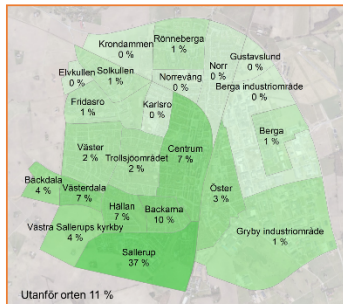 Rönneberga
1 %
Krondammen
0 %
Norr
0 %
Gustavslund
0 %
Elvkullen
0 %
Solkullen
1 %
Norrevång
0 %
Berga industriområde
0 %
Fridasro
1 %
Karlsro
0 %
Berga
1 %
Väster
2 %
Trollsjöområdet
2 %
Centrum
7 %
Bäckdala
4 %
Västerdala
7 %
Öster
3 %
Hällan
7 %
Backarna
10 %
Västra Sallerups kyrkby
4 %
Gryby industriområde
1 %
Sallerup
37 %
Utanför orten 11 %